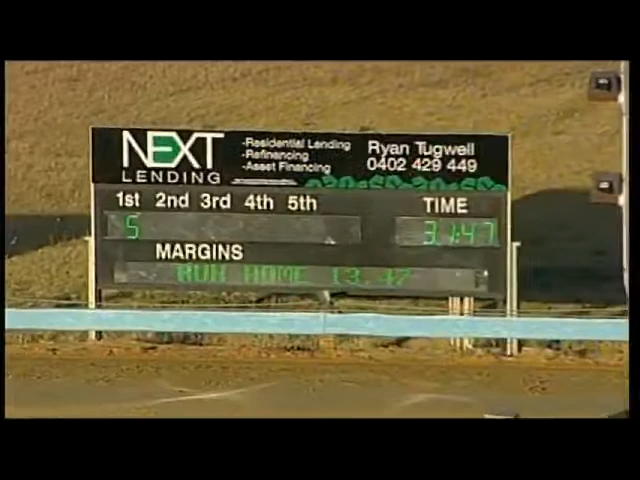 NEXT
LENDING
-Residential Lending
-Refinancing
-Asset Financing
Ryan Tugwell
0402 429 449
1st 2nd 3rd 4th 5th
TIME
5
31:47
MARGINS
RUN HOME 13.47